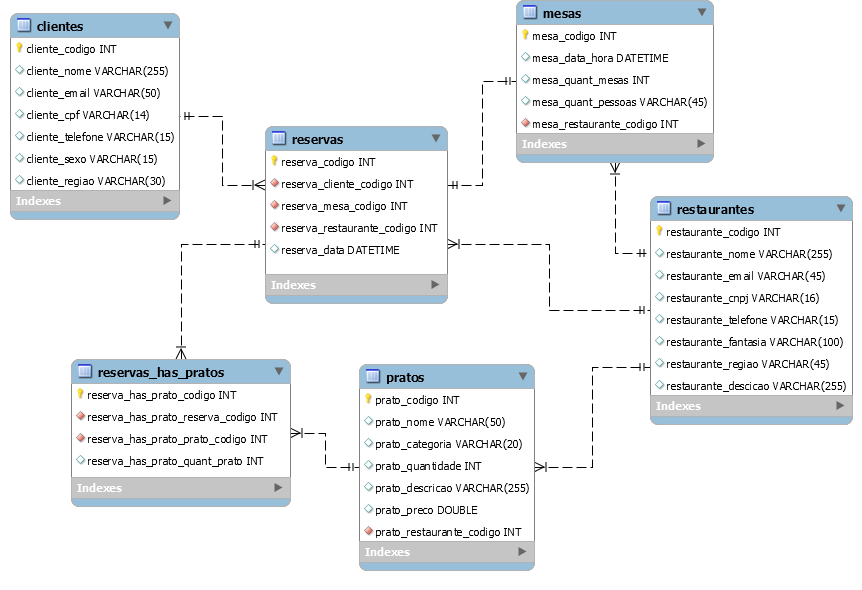 clientes
cliente_codigo INT
cliente_nome VARCHAR(255)
cliente_email VARCHAR(50)
cliente_cpf VARCHAR(14)
cliente_telefone VARCHAR(15)
cliente_sexo VARCHAR(15)
cliente_regiao VARCHAR(30)
Indexes
mesas
mesa_codigo INT
mesa_data_hora DATETIME
mesa_quant_mesas INT
mesa_quant_pessoas VARCHAR(45)
mesa_restaurante_codigo INT
Indexes
reservas
reserva_codigo INT
reserva_cliente_codigo INT
reserva_mesa_codigo INT
reserva_restaurante_codigo INT
reserva_data DATETIME
Indexes
restaurantes
restaurante_codigo INT
restaurante_nome VARCHAR(255)
restaurante_email VARCHAR(45)
restaurante_cnpj VARCHAR(16)
restaurante_telefone VARCHAR(15)
restaurante_fantasia VARCHAR(100)
restaurante_regiao VARCHAR(45)
restaurante_descicao VARCHAR(255)
Indexes
reservas_has_pratos
reserva_has_prato_codigo INT
reserva_has_prato_reserva_codigo INT
reserva_has_prato_prato_codigo INT
reserva_has_prato_quant_prato INT
Indexes
pratos
prato_codigo INT
prato_nome VARCHAR(50)
prato_categoria VARCHAR(20)
prato_quantidade INT
prato_descricao VARCHAR(255)
prato_preco DOUBLE
prato_restaurante_codigo INT
Indexes